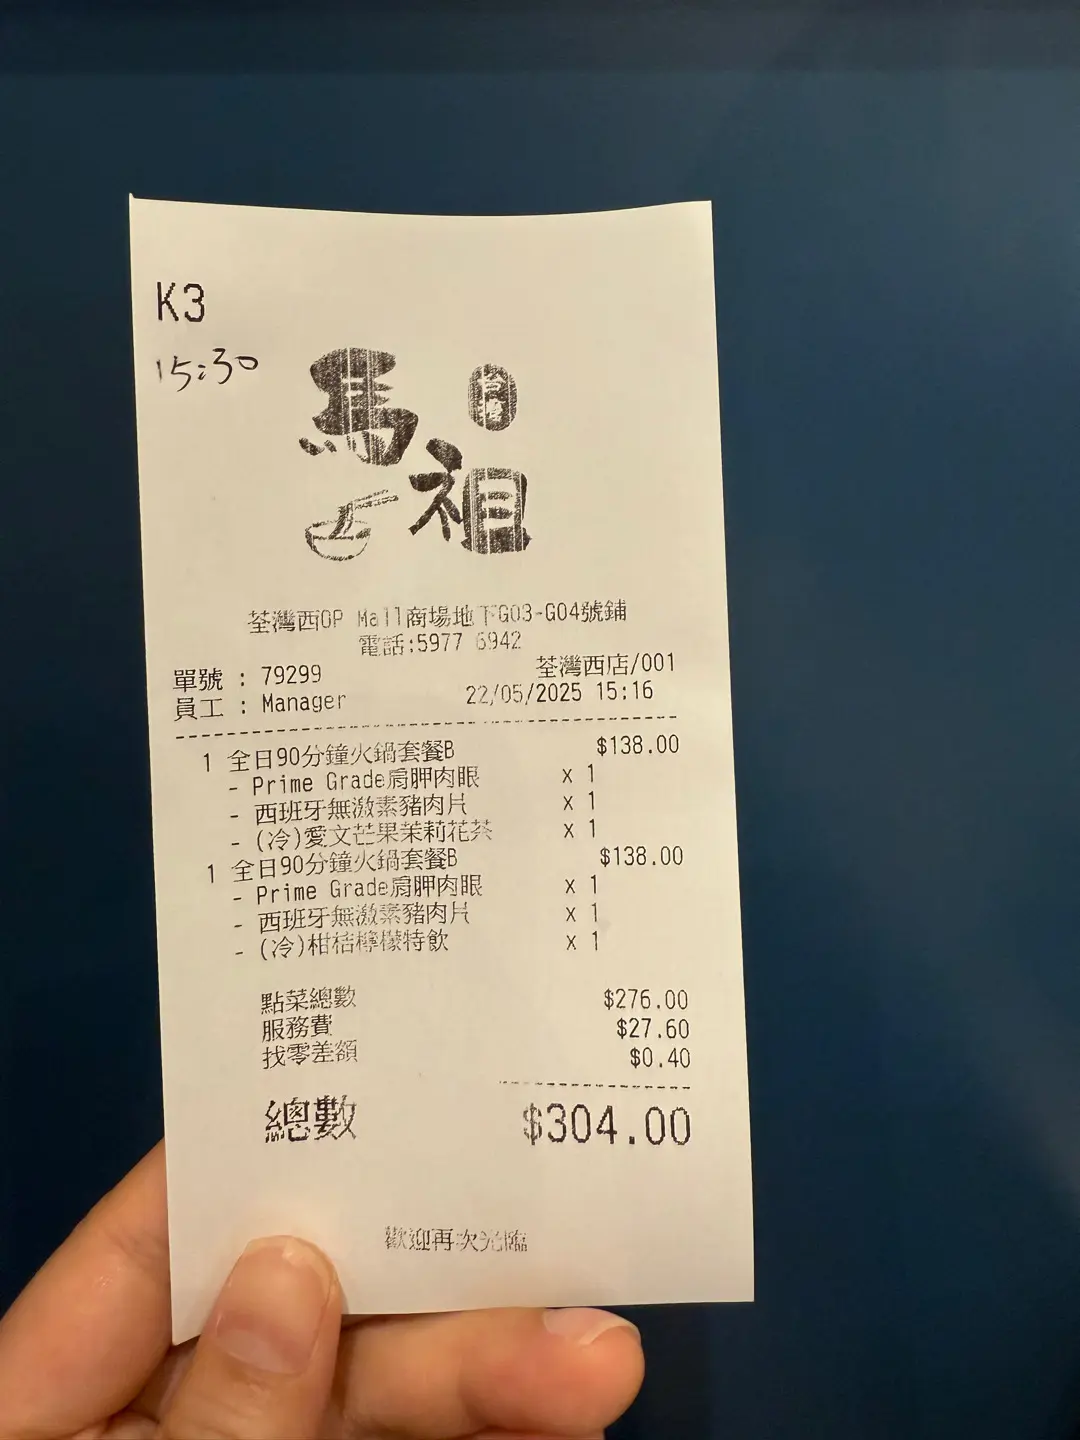 K3
15:30
台灣
馬祖
荃灣西OP Mall商場地下G03-G04號鋪
電話:5977 6942
單號 : 79299 荃灣西店/001
員工 : Manager 22/05/2025 15:16
1 全日90分鐘火鍋套餐B $138.00
- Prime Grade肩胛肉眼 x 1
- 西班牙無激素豬肉片 x 1
- (冷)愛文芒果茉莉花茶 x 1
1 全日90分鐘火鍋套餐B $138.00
- Prime Grade肩胛肉眼 x 1
- 西班牙無激素豬肉片 x 1
- (冷)柑桔檸檬特飲 x 1
點菜總數 $276.00
服務費 $27.60
找零差額 $0.40
總數 $304.00
歡迎再次光臨